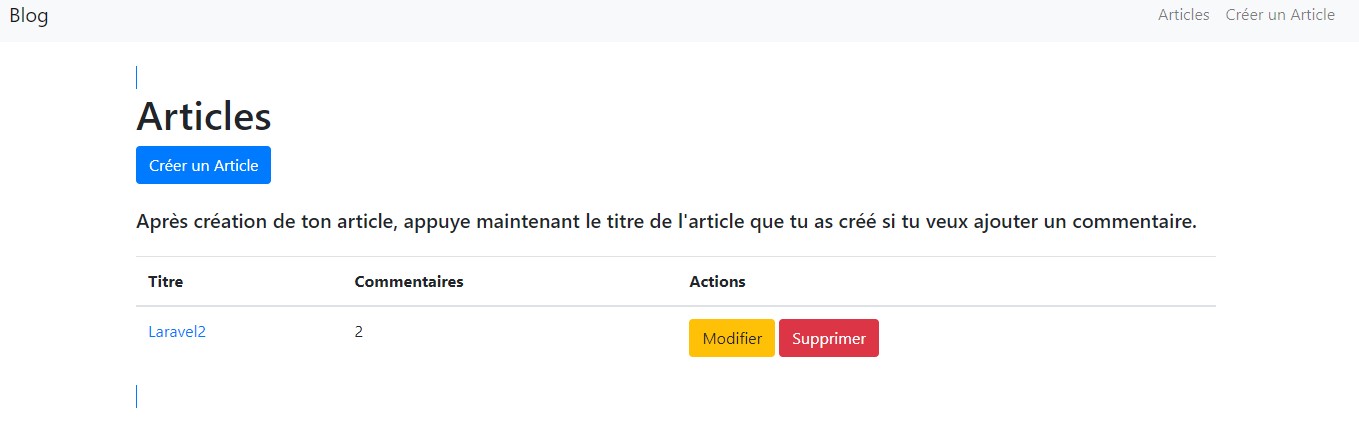 Blog
Articles Créer un Article
Articles
Créer un Article
Après création de ton article, appuye maintenant le titre de l'article que tu as créé si tu veux ajouter un commentaire.
Titre Commentaires Actions
Laravel2 2 Modifier Supprimer